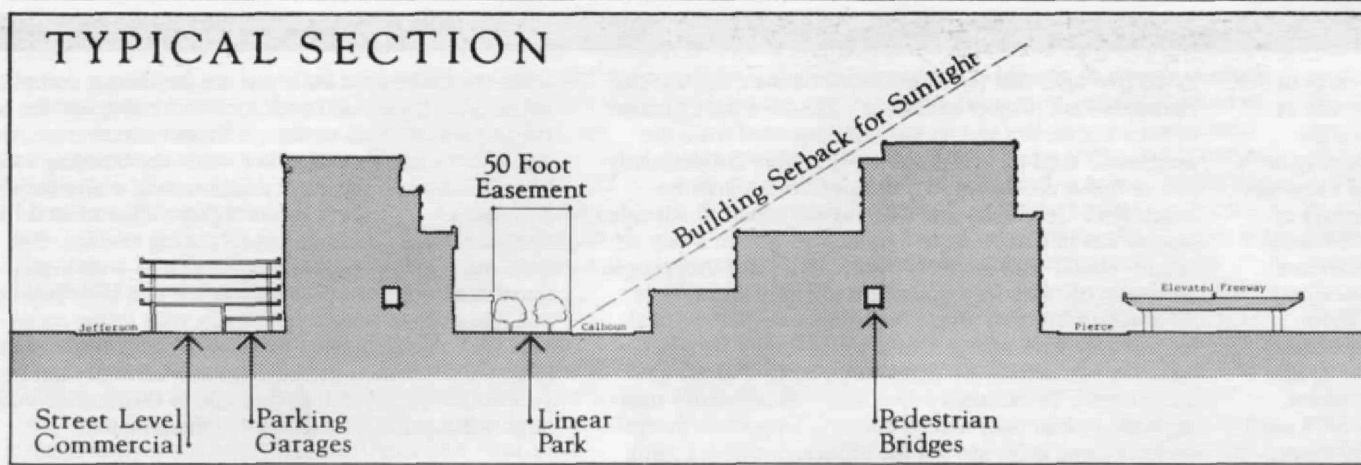 TYPICAL SECTION
50 Foot
Easement
Building Setback for Sunlight
Jefferson
Calhoun
Pierce
Elevated Freeway
Street Level
Commercial
Parking
Garages
Linear
Park
Pedestrian
Bridges